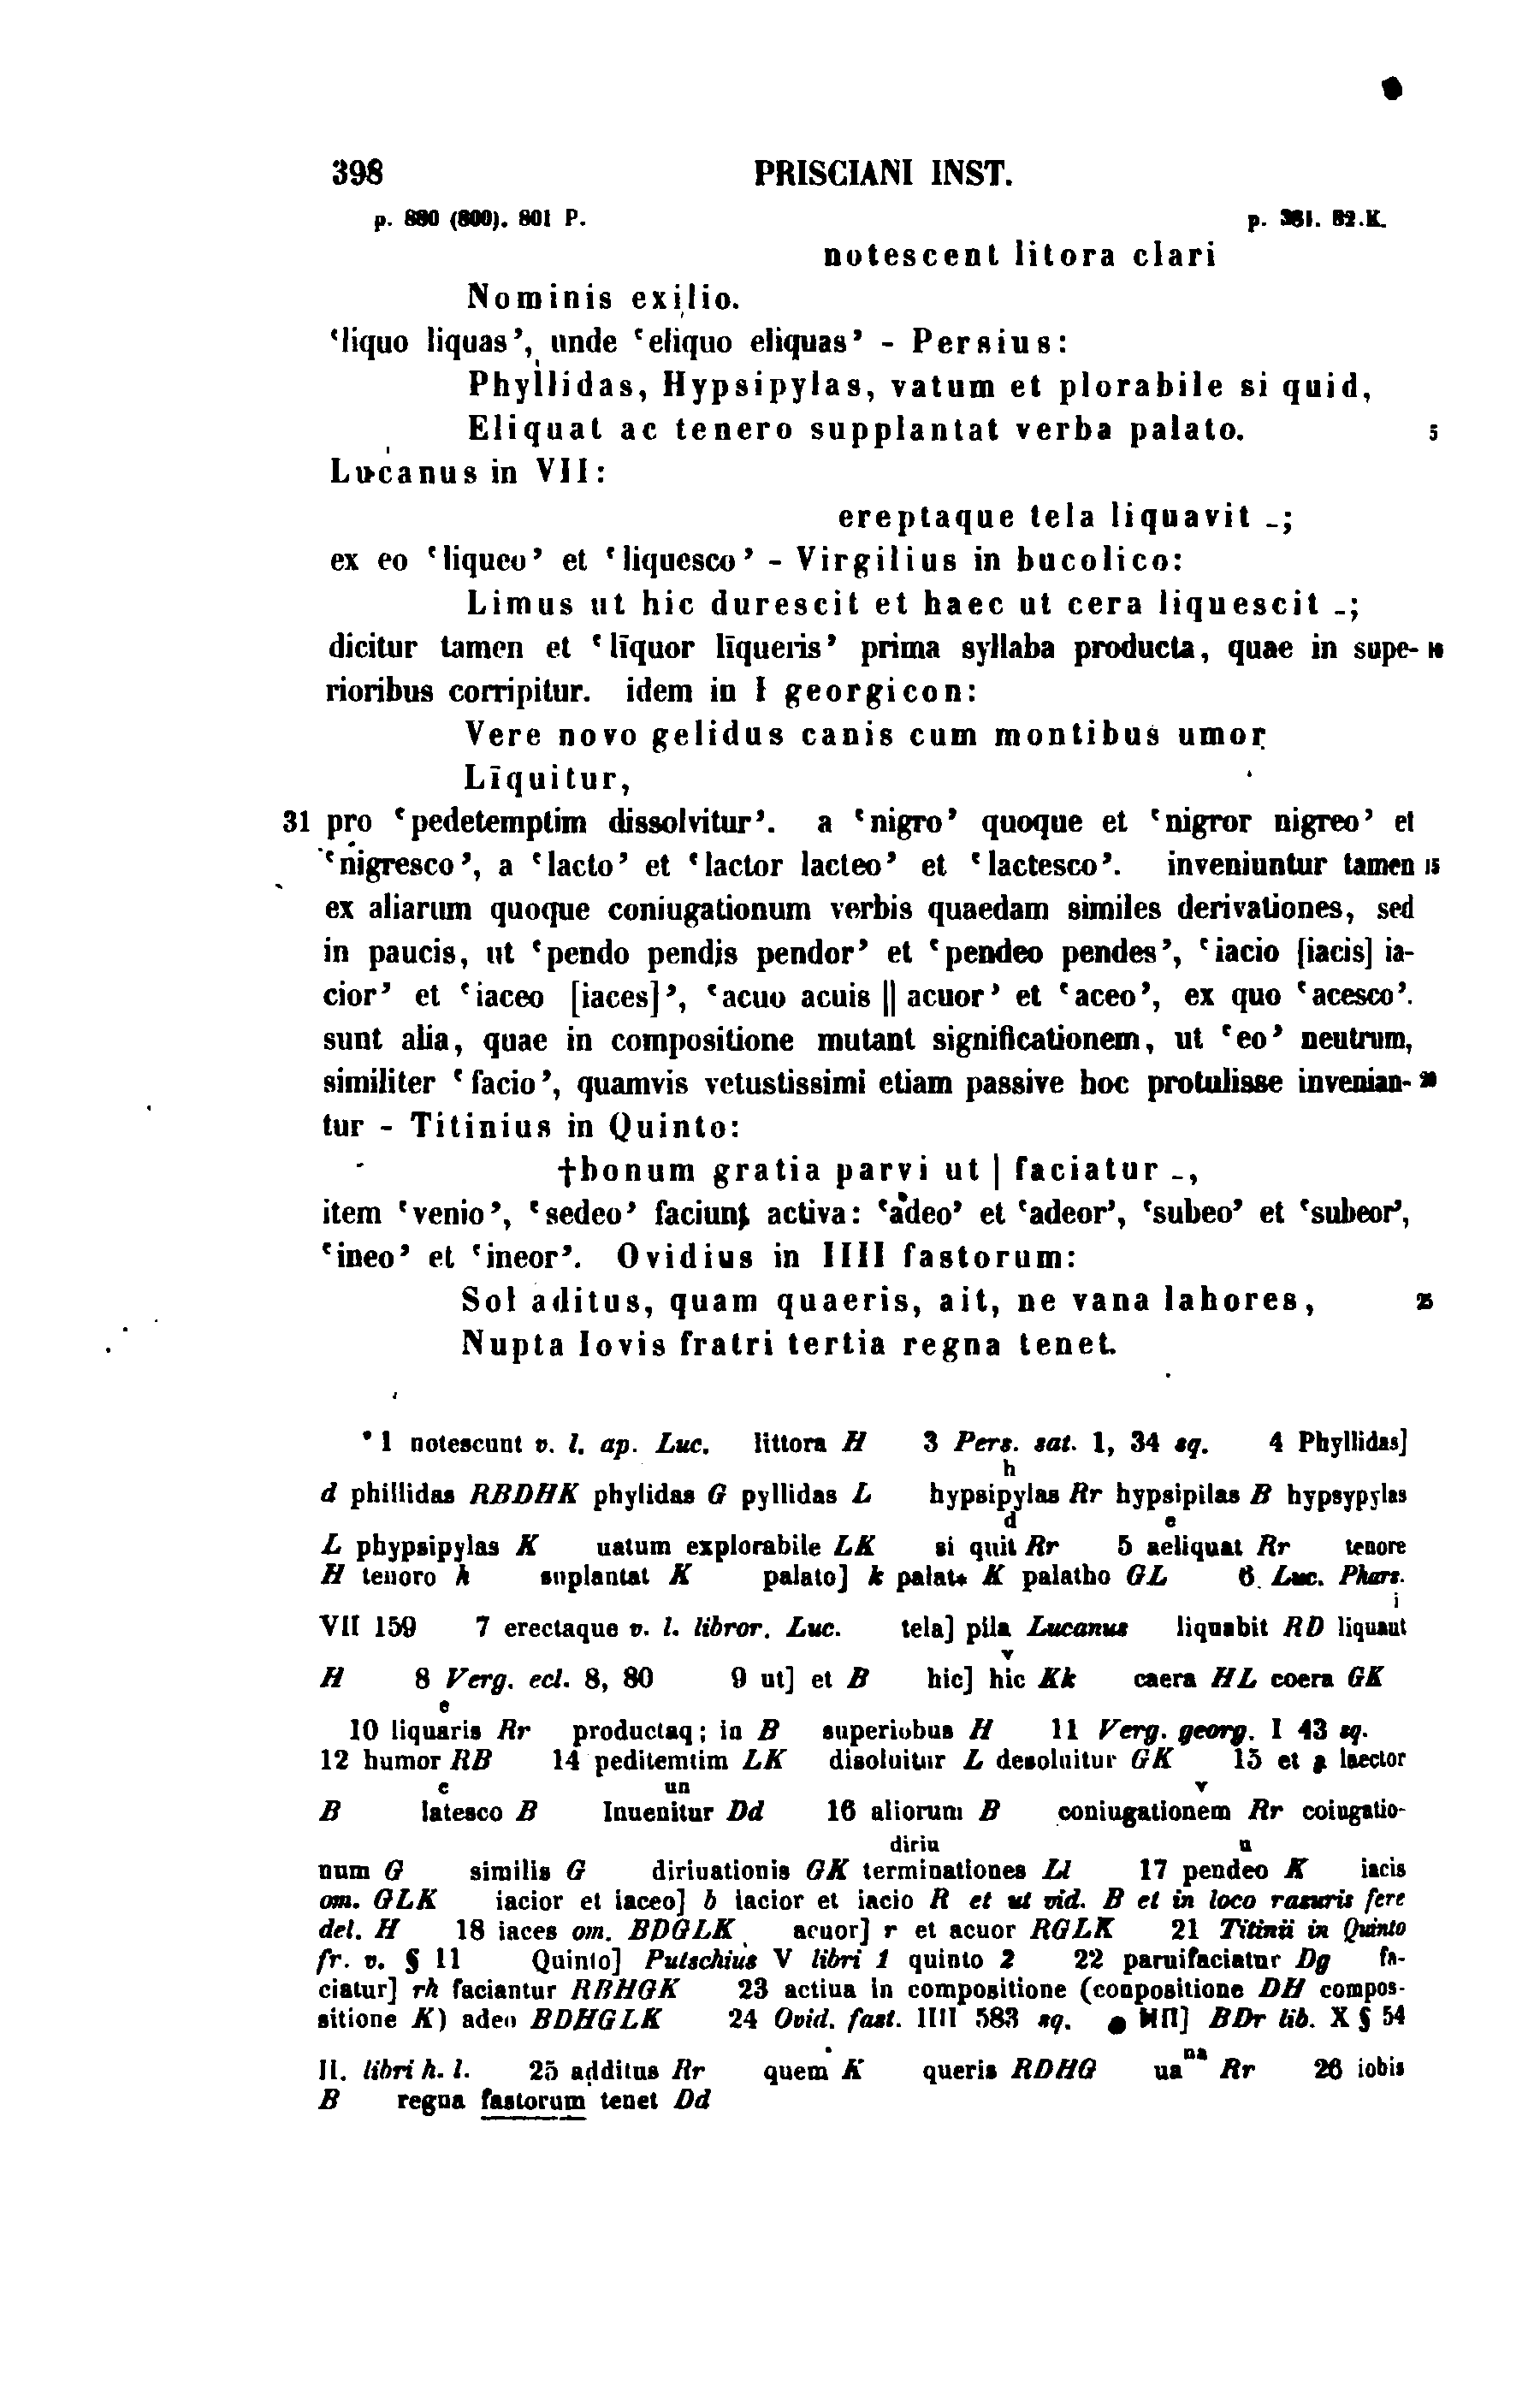 398 PRISCIANI INST.
p. 880 (800). 801 P. p. 381. 82.K.
notescent litora clari
Nominis exilio.
‘liquo liquas’, unde ‘eliquo eliquas’ - Persius:
Phyllidas, Hypsipylas, vatum et plorabile si quid,
Eliquat ac tenero supplantat verba palato. 5
Lucanus in VII:
ereptaque tela liquavit -;
ex eo ‘liqueo’ et ‘liquesco’ - Virgilius in bucolico:
Limus ut hic durescit et haec ut cera liquescit -;
dicitur tamen et ‘līquor līqueris’ prima syllaba producta, quae in supe- 10
rioribus corripitur. idem in I georgicon:
Vere novo gelidus canis cum montibus umor
Līquitur,
31 pro ‘pedetemptim dissolvitur’. a ‘nigro’ quoque et ‘nigror nigreo’ et
‘nigresco’, a ‘lacto’ et ‘lactor lacteo’ et ‘lactesco’. inveniuntur tamen 15
ex aliarum quoque coniugationum verbis quaedam similes derivationes, sed
in paucis, ut ‘pendo pendis pendor’ et ‘pendeo pendes’, ‘iacio [iacis] ia-
cior’ et ‘iaceo [iaces]’, ‘acuo acuis || acuor’ et ‘aceo’, ex quo ‘acesco’.
sunt alia, quae in compositione mutant significationem, ut ‘eo’ neutrum,
similiter ‘facio’, quamvis vetustissimi etiam passive hoc protulisse invenian- 20
tur - Titinius in Quinto:
†bonum gratia parvi ut | faciatur -,
item ‘venio’, ‘sedeo’ faciunt activa: ‘adeo’ et ‘adeor’, ‘subeo’ et ‘subeor’,
‘ineo’ et ‘ineor’. Ovidius in IIII fastorum:
Sol aditus, quam quaeris, ait, ne vana labores, 25
Nupta Iovis fratri tertia regna tenet.
1 notescunt v. l. ap. Luc. littora H 3 Pers. sat. 1, 34 sq. 4 Phyllidas]
h
d phillidas RBDHK phylidas G pyllidas L hypsipylas Rr hypsipilas B hypsypylas
d e
L phypsipylas K uatum explorabile LK si quit Rr 5 aeliquat Rr tenore
H tenoro h suplantat K palato] k palat* K palatho GL 6 Luc. Phars.
i
VII 159 7 erectaque v. l. libror. Luc. tela] pila Lucanus liquabit RD liquaut
v
H 8 Verg. ecl. 8, 80 9 ut] et B hic] hic Kk caera HL coera GK
e
10 liquaris Rr productaq; in B superiobus H 11 Verg. georg. I 43 sq.
12 humor RB 14 peditemtim LK disoluitur L desoluitur GK 15 et a laector
c un v
B latesco B Inuenitur Dd 16 aliorum B coniugationem Rr coiugatio-
diriu u
num G similis G diriuationis GK terminationes Ll 17 pendeo K iacis
om. GLK iacior et iaceo] b iacior et iacio R et ut vid. B et in loco rasuris fere
del. H 18 iaces om. BDGLK acuor] r et acuor RGLK 21 Titinii in Quinto
fr. v. § 11 Quinto] Putschius V libri 1 quinto 2 22 paruifaciatur Dg fa-
ciatur] rh faciantur RBHGK 23 actiua in compositione (conpositione DH compos-
sitione K) adeo BDHGLK 24 Ovid. fast. IIII 583 sq. IIII] BDr lib. X § 54
II. libri h. l. 25 additus Rr quem K queris RDHG ua<sup>na</sup> Rr 26 iobis
B regna fastorum tenet Dd